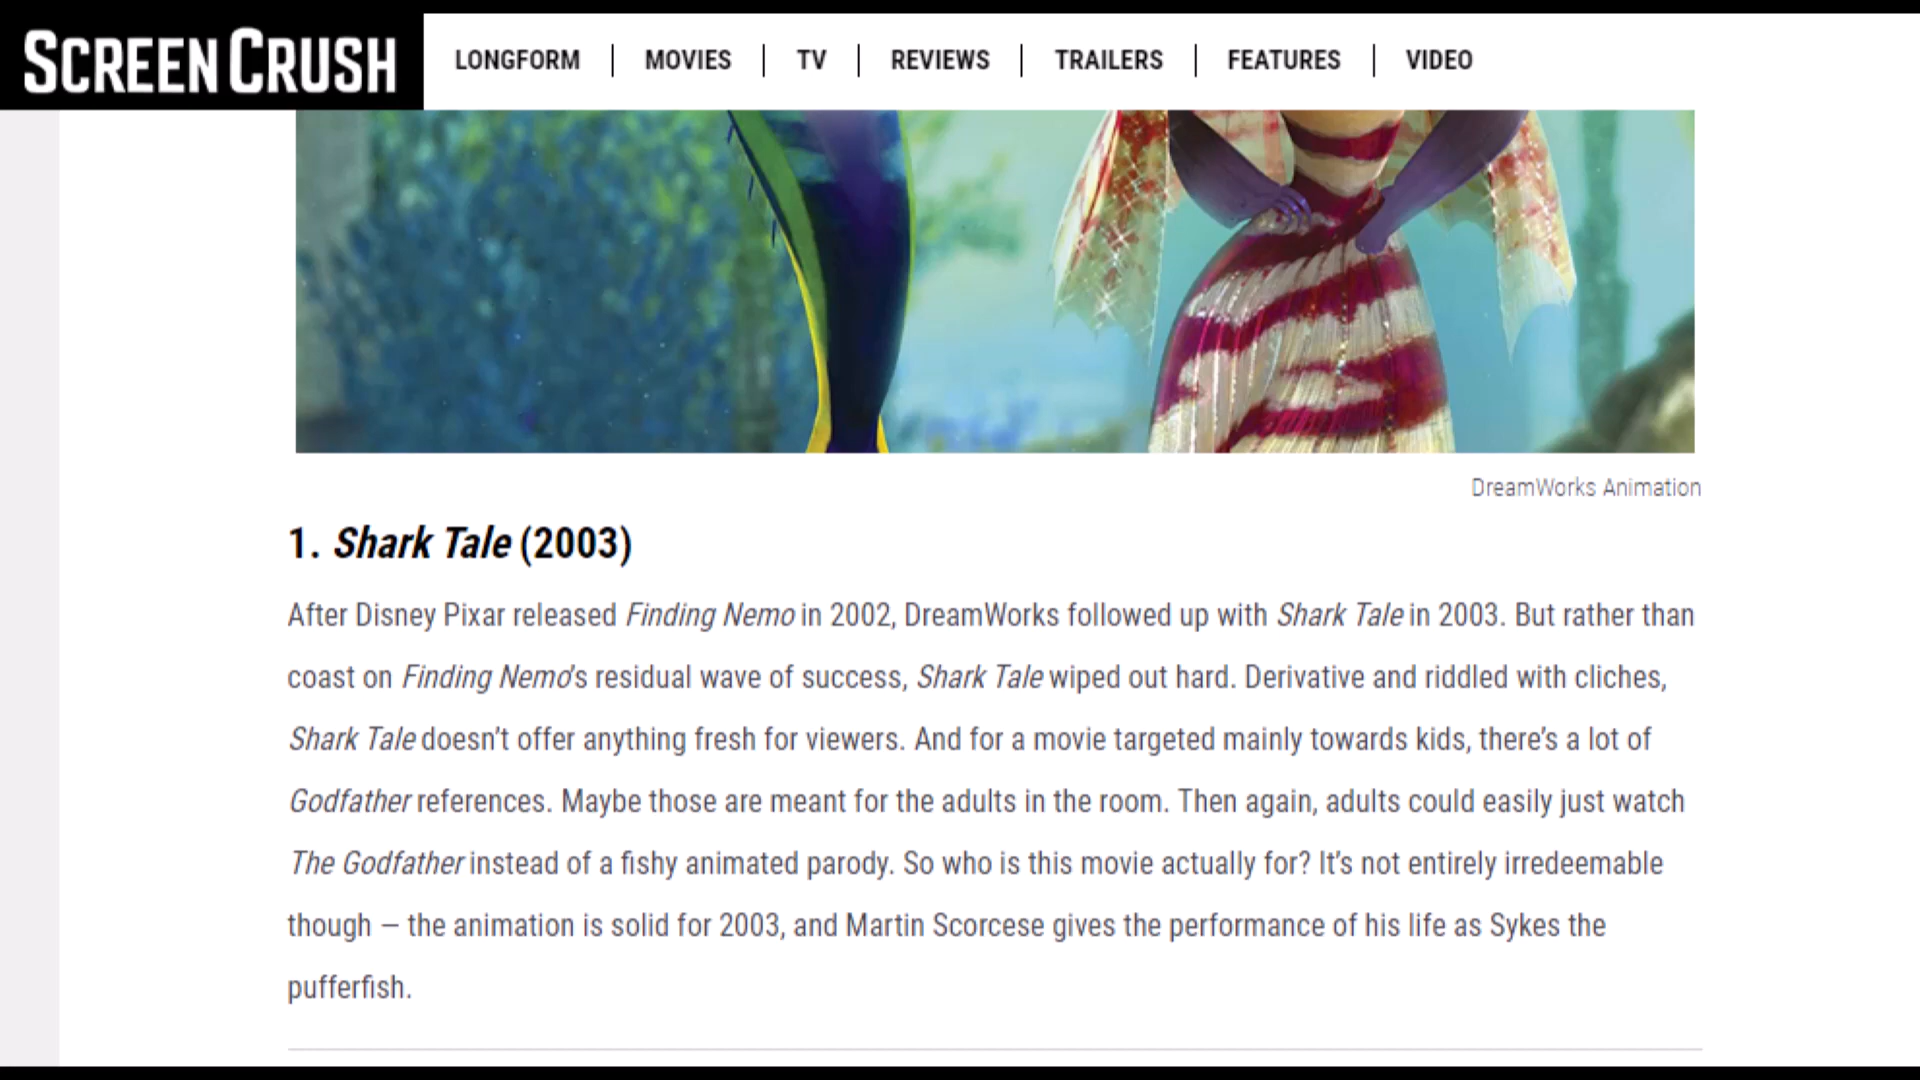 SCREENCRUSH
LONGFORM | MOVIES | TV | REVIEWS | TRAILERS | FEATURES | VIDEO
DreamWorks Animation
1. Shark Tale (2003)
After Disney Pixar released Finding Nemo in 2002, DreamWorks followed up with Shark Tale in 2003. But rather than
coast on Finding Nemo's residual wave of success, Shark Tale wiped out hard. Derivative and riddled with cliches,
Shark Tale doesn't offer anything fresh for viewers. And for a movie targeted mainly towards kids, there's a lot of
Godfather references. Maybe those are meant for the adults in the room. Then again, adults could easily just watch
The Godfather instead of a fishy animated parody. So who is this movie actually for? It's not entirely irredeemable
though — the animation is solid for 2003, and Martin Scorcese gives the performance of his life as Sykes the
pufferfish.